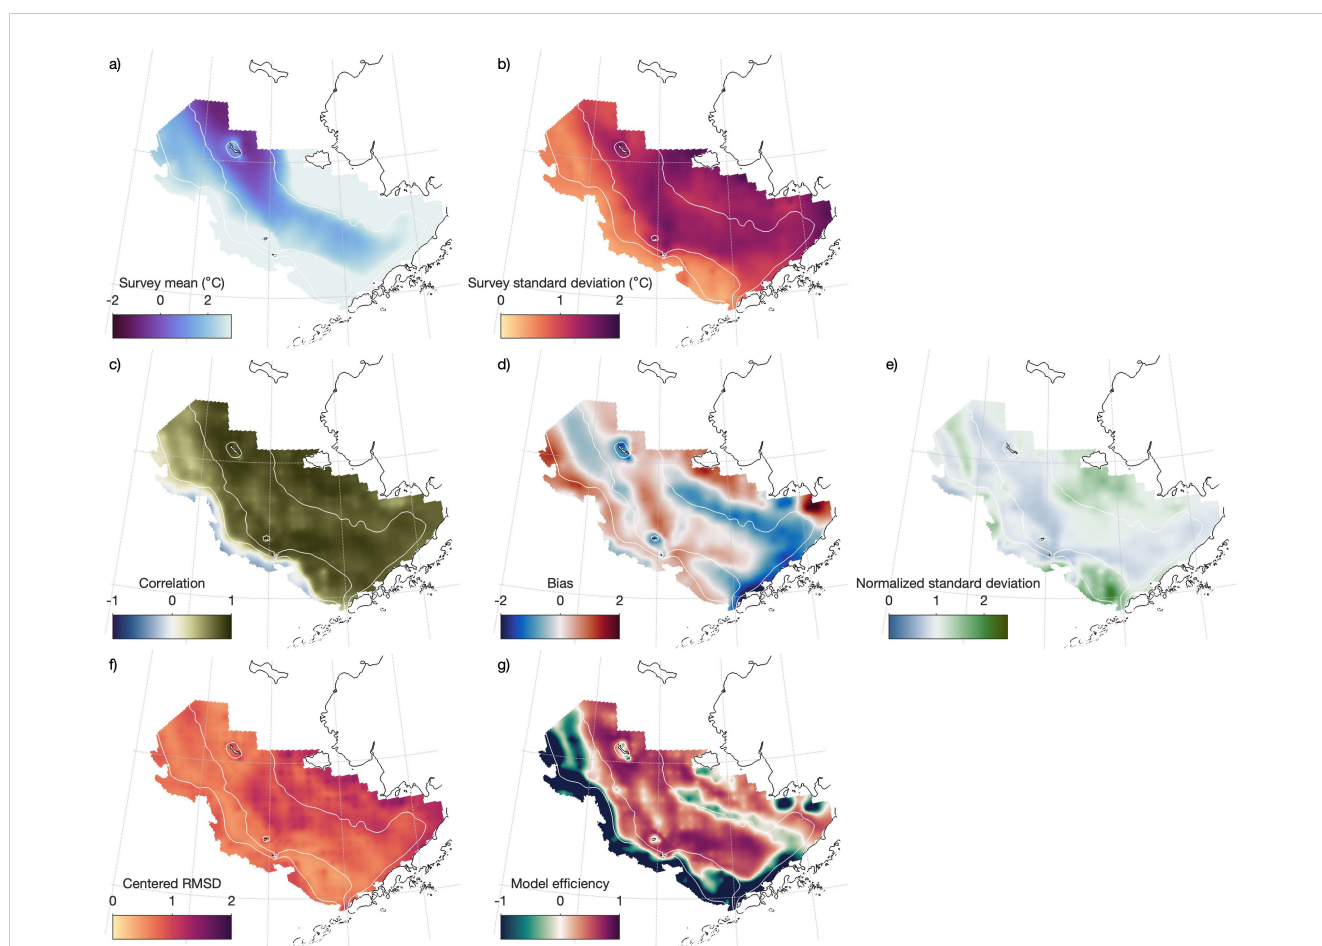 a)
b)
Survey mean (°C)
-2 0 2
Survey standard deviation (°C)
0 1 2
c)
d)
e)
Correlation
-1 0 1
Bias
-2 0 2
Normalized standard deviation
0 1 2
f)
g)
Centered RMSD
0 1 2
Model efficiency
-1 0 1